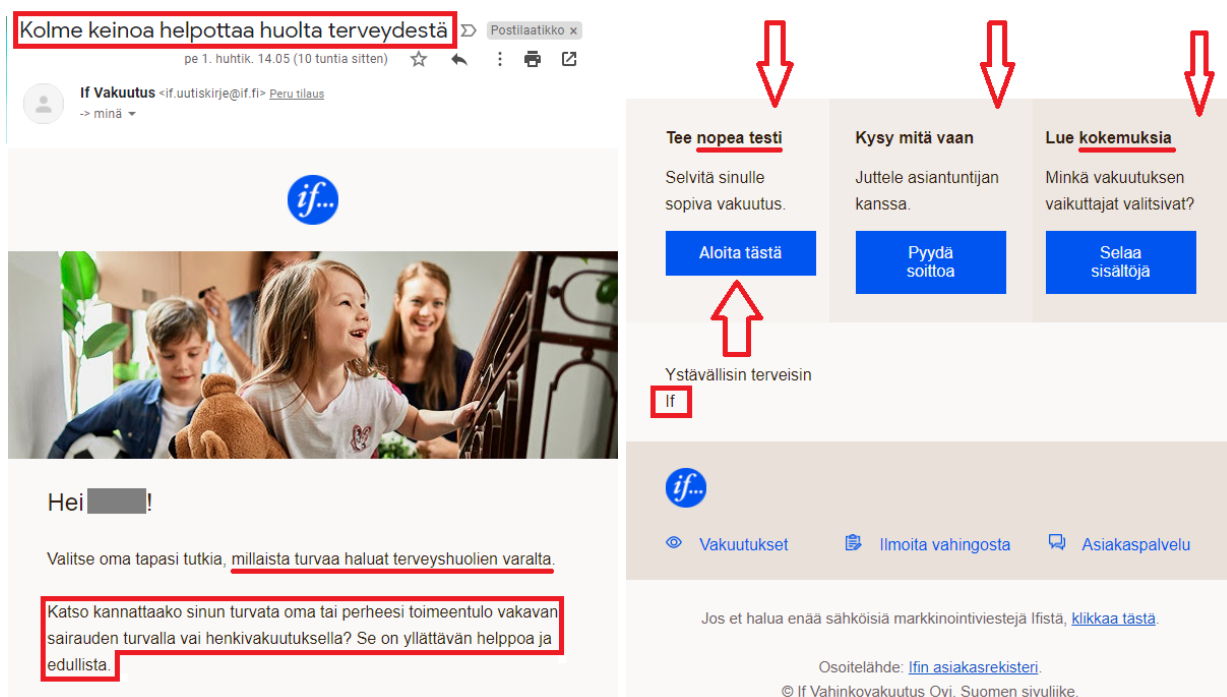 Kolme keinoa helpottaa huolta terveydestä Postilaatikko ×
pe 1. huhtik. 14.05 (10 tuntia sitten)
If Vakuutus <if.uutiskirje@if.fi> Peru tilaus
-> minä
if...
Hei !
Valitse oma tapasi tutkia, millaista turvaa haluat terveyshuolien varalta.
Katso kannattaako sinun turvata oma tai perheesi toimeentulo vakavan
sairauden turvalla vai henkivakuutuksella? Se on yllättävän helppoa ja
edullista.
Tee nopea testi
Selvitä sinulle
sopiva vakuutus.
Aloita tästä
Kysy mitä vaan
Juttele asiantuntijan
kanssa.
Pyydä
soittoa
Lue kokemuksia
Minkä vakuutuksen
vaikuttajat valitsivat?
Selaa
sisältöjä
Ystävällisin terveisin
If
if...
Vakuutukset Ilmoita vahingosta Asiakaspalvelu
Jos et halua enää sähköisiä markkinointiviestejä Ifistä, klikkaa tästä.
Osoitelähde: Ifin asiakasrekisteri.
© If Vahinkovakuutus Oyj, Suomen sivuliike.